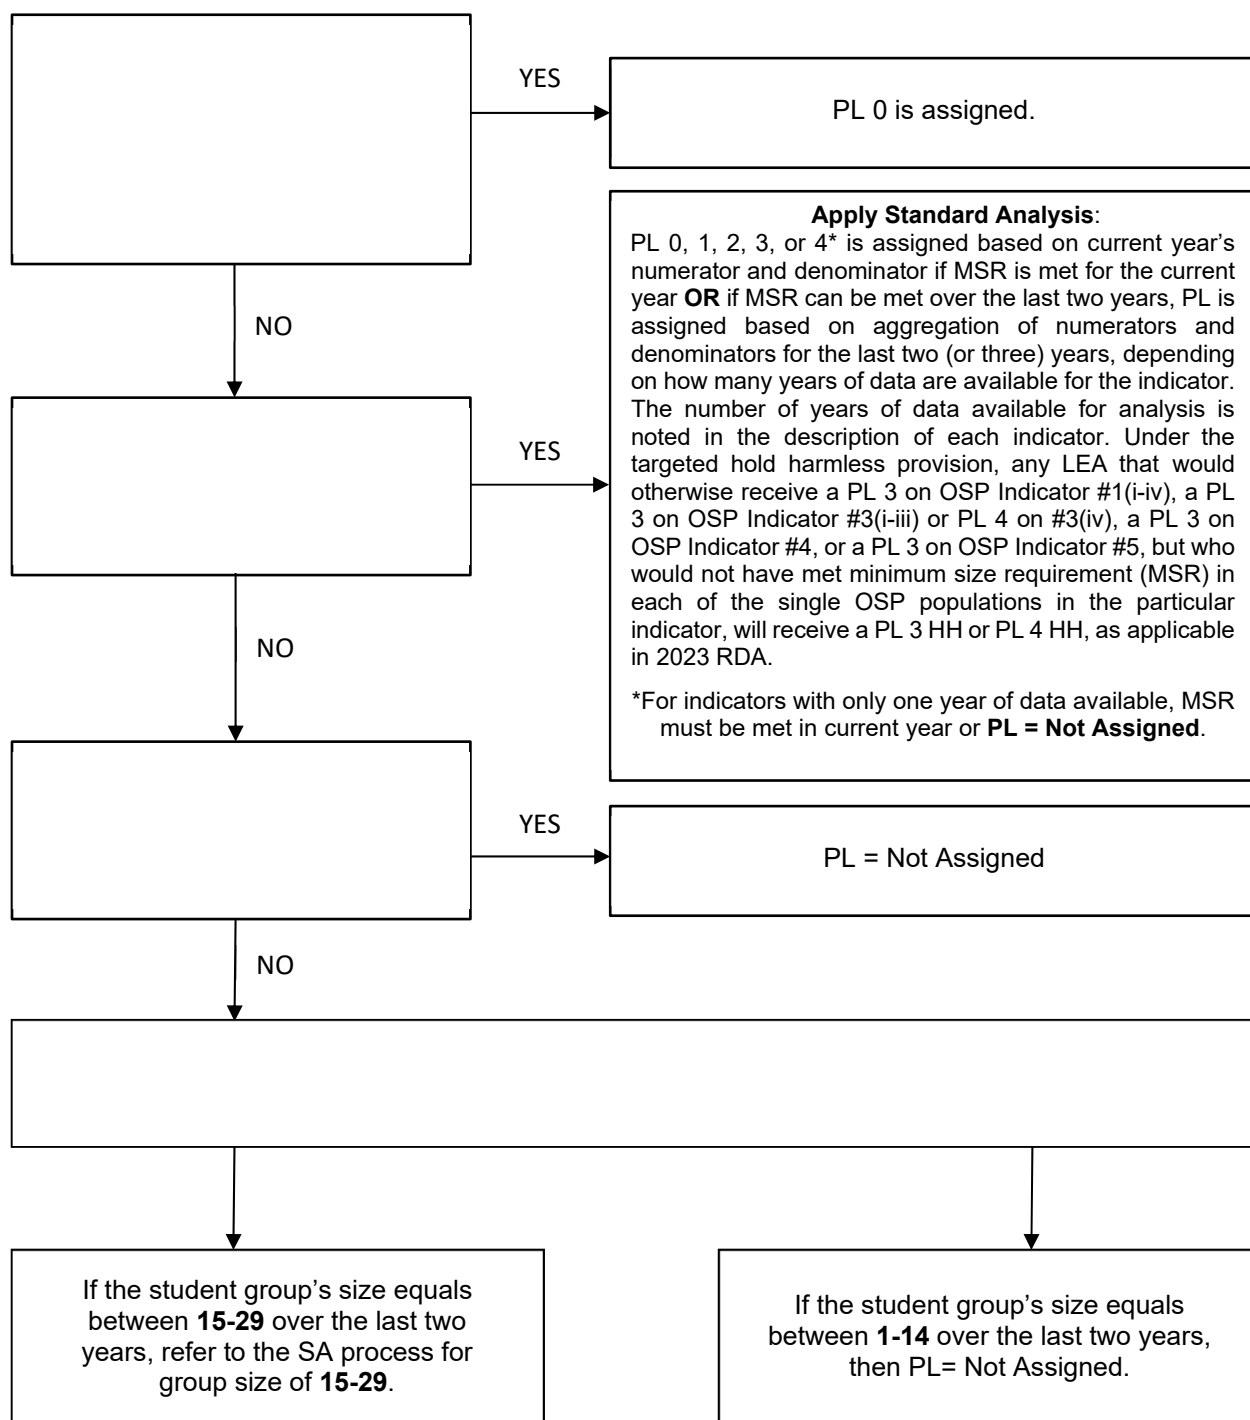 YES
PL 0 is assigned.
Apply Standard Analysis:
PL 0, 1, 2, 3, or 4* is assigned based on current year’s
numerator and denominator if MSR is met for the current
year OR if MSR can be met over the last two years, PL is
assigned based on aggregation of numerators and
denominators for the last two (or three) years, depending
on how many years of data are available for the indicator.
The number of years of data available for analysis is
noted in the description of each indicator. Under the
targeted hold harmless provision, any LEA that would
otherwise receive a PL 3 on OSP Indicator #1(i-iv), a PL
3 on OSP Indicator #3(i-iii) or PL 4 on #3(iv), a PL 3 on
OSP Indicator #4, or a PL 3 on OSP Indicator #5, but who
would not have met minimum size requirement (MSR) in
each of the single OSP populations in the particular
indicator, will receive a PL 3 HH or PL 4 HH, as applicable
in 2023 RDA.
*For indicators with only one year of data available, MSR
must be met in current year or PL = Not Assigned.
NO
YES
NO
YES
PL = Not Assigned
NO
If the student group’s size equals
between 15-29 over the last two
years, refer to the SA process for
group size of 15-29.
If the student group’s size equals
between 1-14 over the last two years,
then PL= Not Assigned.